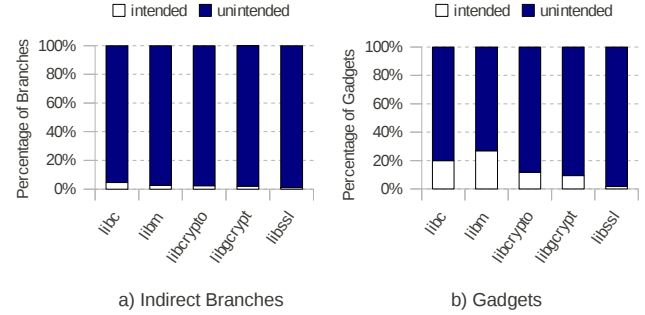 intended unintended
Percentage of Branches
100%
80%
60%
40%
20%
0%
libc
libm
libcrypto
libgcrypt
libssl
a) Indirect Branches
intended unintended
Percentage of Gadgets
100%
80%
60%
40%
20%
0%
libc
libm
libcrypto
libgcrypt
libssl
b) Gadgets